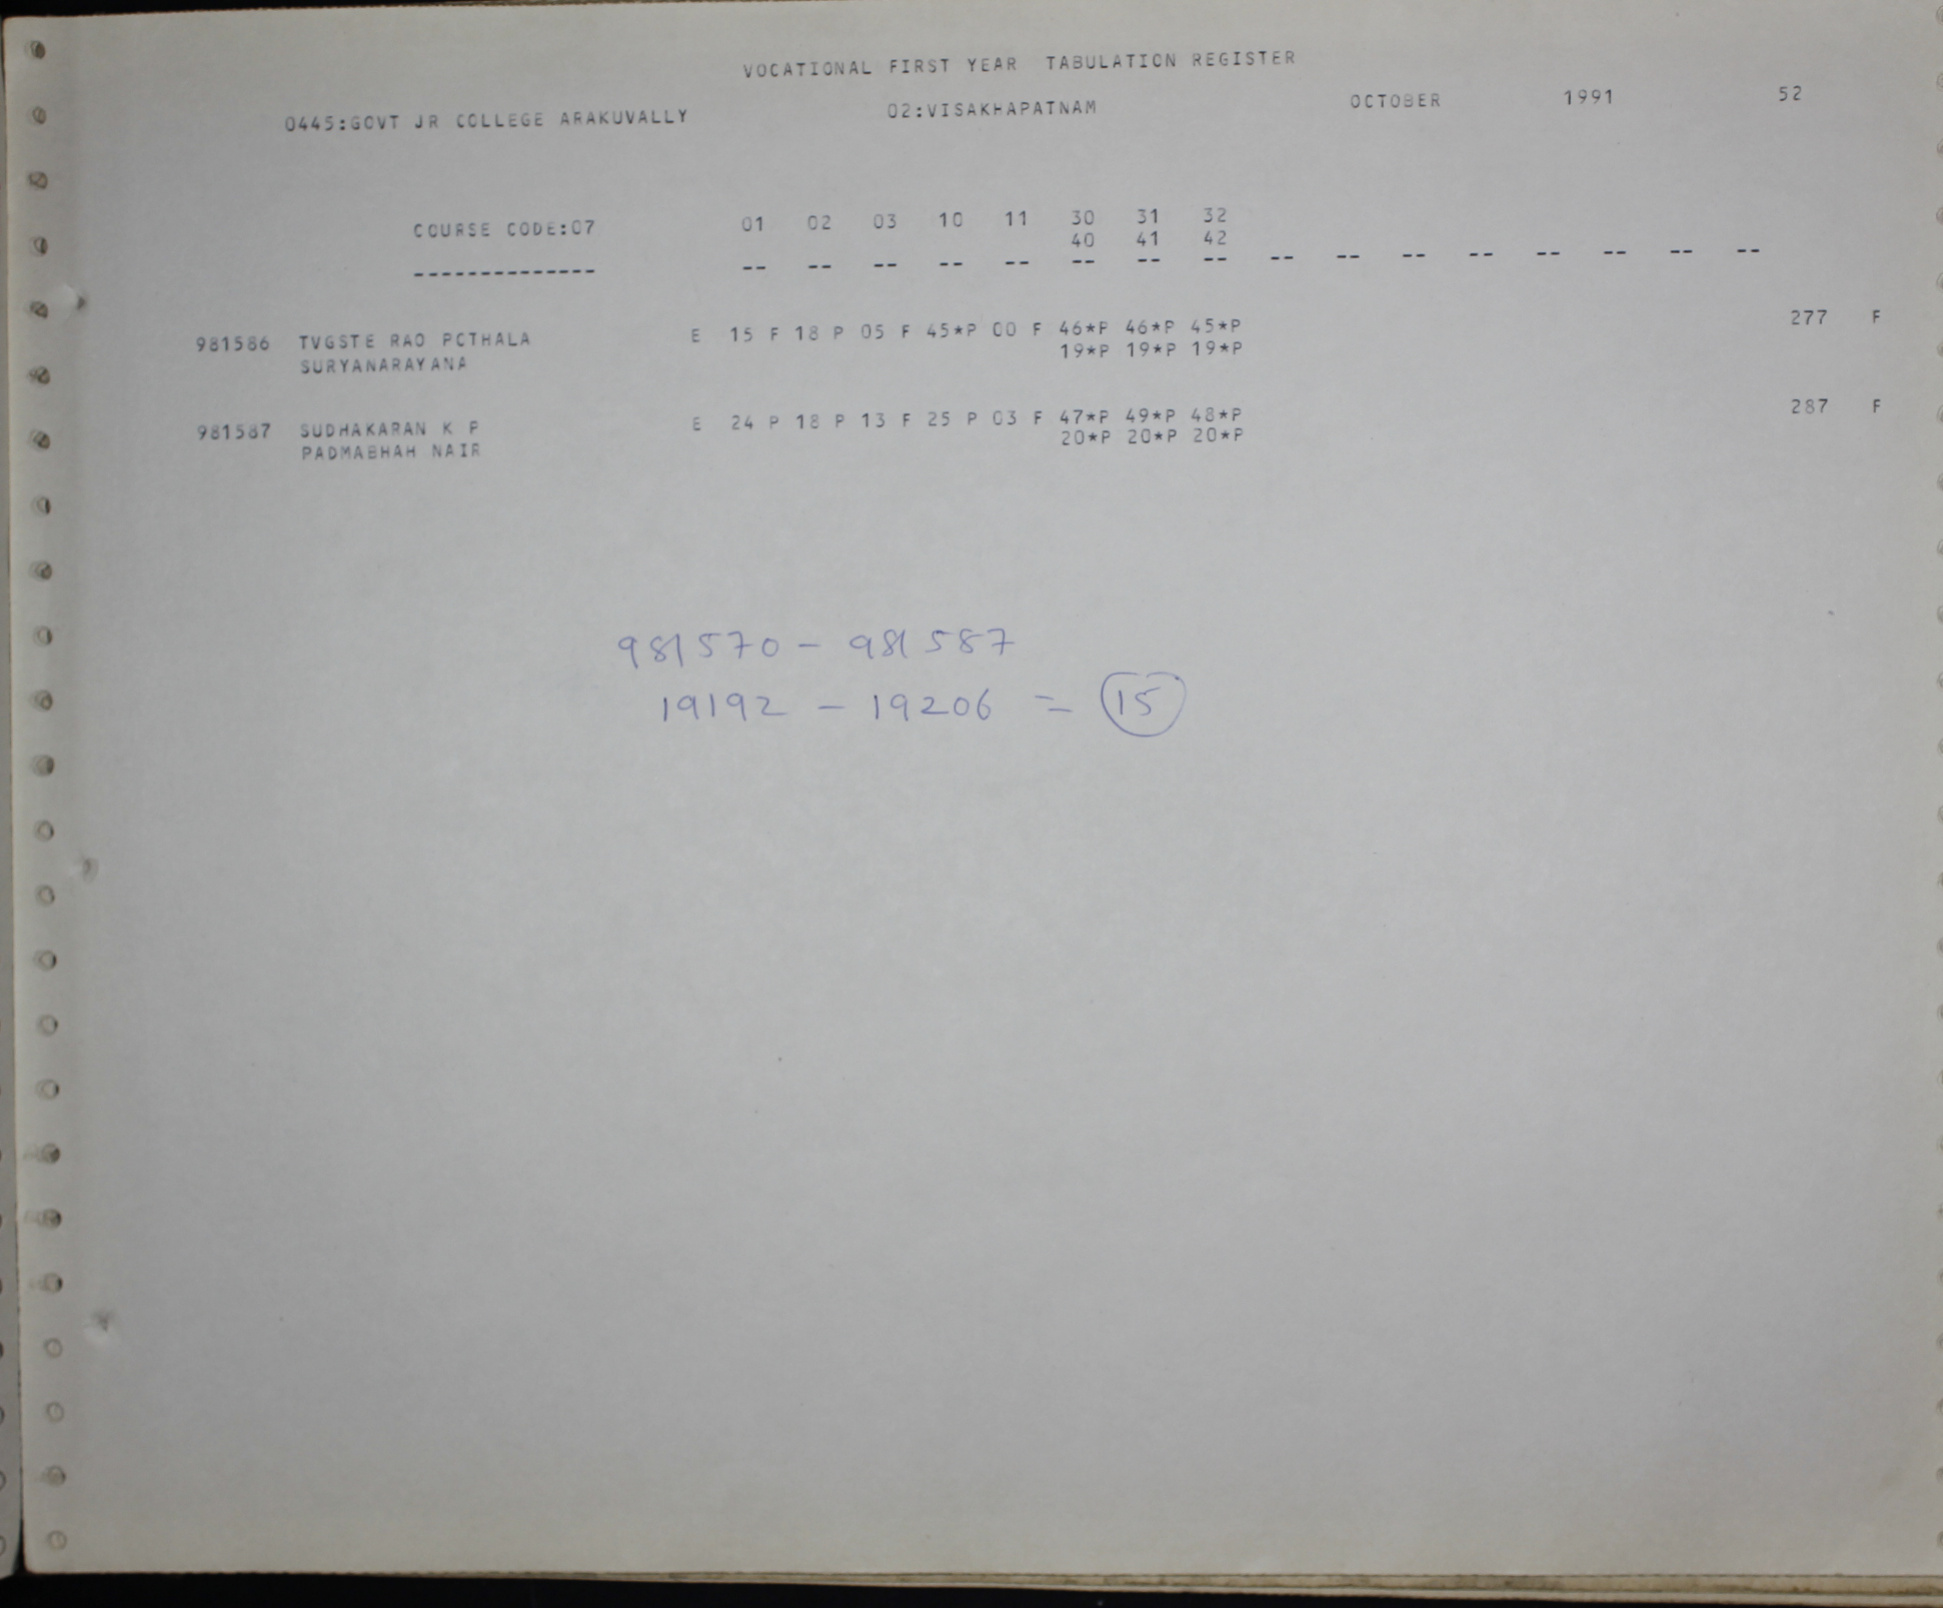 VOCATIONAL FIRST YEAR TABULATION REGISTER
0445:GOVT JR COLLEGE ARAKUVALLY 02:VISAKHAPATNAM OCTOBER 1991 52
COURSE CODE:07 01 02 03 10 11 30 31 32
40 41 42
-------------- -- -- -- -- -- -- -- -- -- -- -- -- -- -- -- --
981586 TVGSTE RAO POTHALA E 15 F 18 P 05 F 45*P 00 F 46*P 46*P 45*P 277 F
SURYANARAYANA 19*P 19*P 19*P
981587 SUDHAKARAN K P E 24 P 18 P 13 F 25 P 03 F 47*P 49*P 48*P 287 F
PADMABHAH NAIR 20*P 20*P 20*P
981570 - 981587
19192 - 19206 = 15